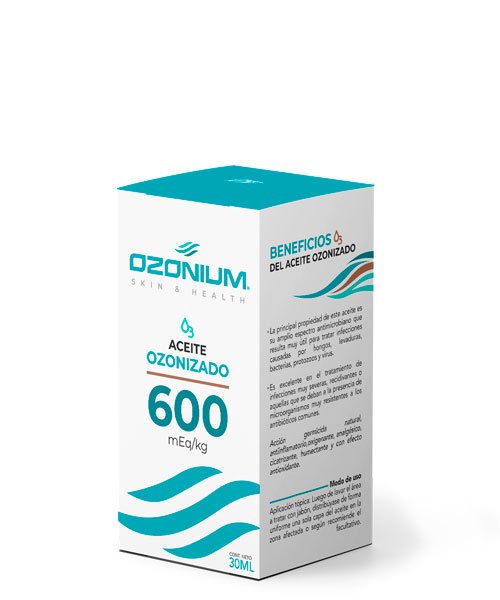 OZONIUM®
SKIN & HEALTH
O3
ACEITE
OZONIZADO
600
mEq/kg
CONT. NETO
30ML
BENEFICIOS O3
DEL ACEITE OZONIZADO
•La principal propiedad de este aceite es
su amplio espectro antimicrobiano que
resulta muy útil para tratar infecciones
causadas por hongos, levaduras,
bacterias, protozoos y virus.
•Es excelente en el tratamiento de
infecciones muy severas, recidivantes o
aquellas que se deban a la presencia de
microorganismos muy resistentes a los
antibióticos comunes.
Acción germicida natural,
antiinflamatorio,oxigenante, analgésico,
cicatrizante, humectante y con efecto
antioxidante.
Modo de uso
Aplicación tópica: Luego de lavar el área
a tratar con jabón, distribúyase de forma
uniforme una sola capa del aceite en la
zona afectada o según recomiende el
facultativo.